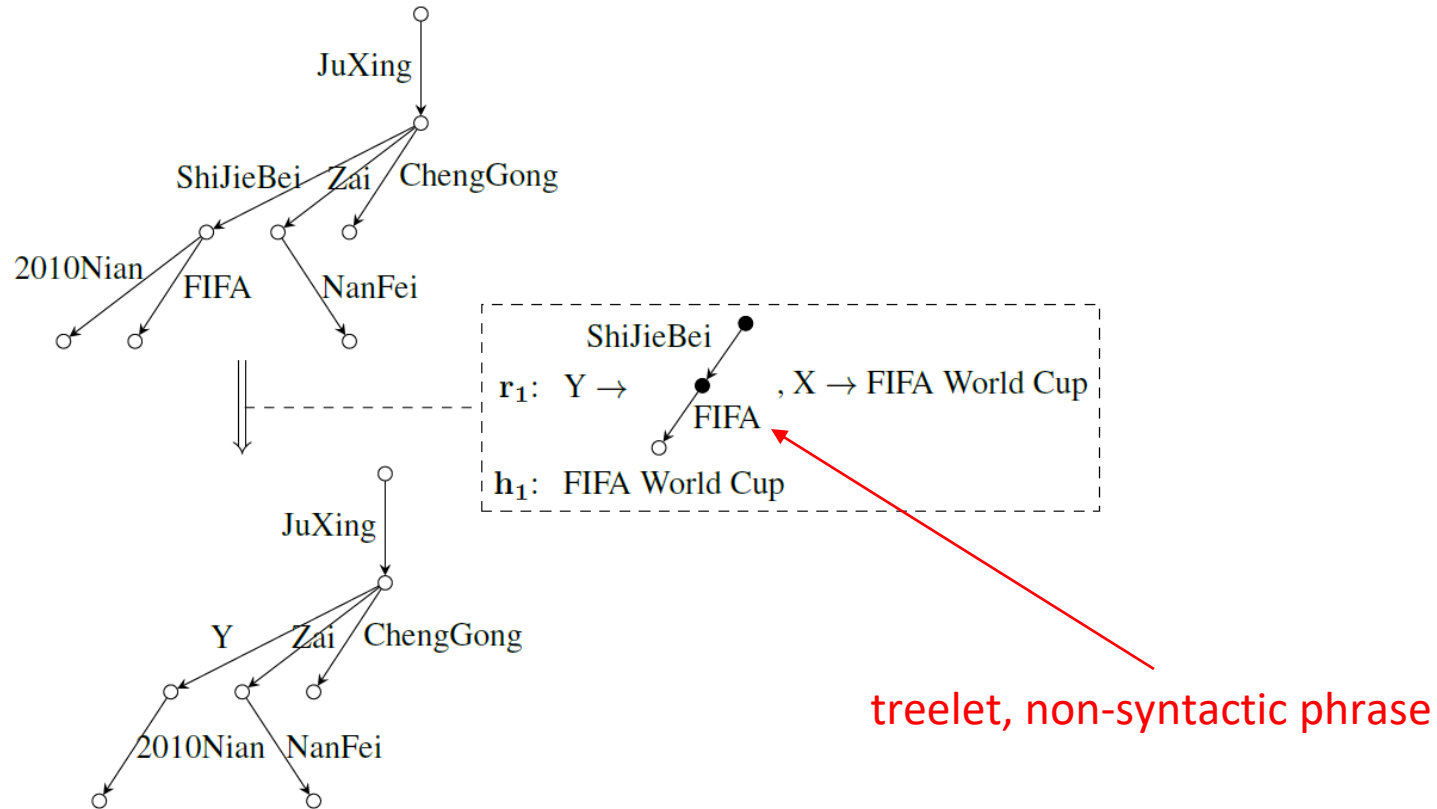 JuXing
ShiJieBei Zai ChengGong
2010Nian FIFA NanFei
ShiJieBei
r₁: Y → , X → FIFA World Cup
FIFA
h₁: FIFA World Cup
JuXing
Y Zai ChengGong
2010Nian NanFei
treelet, non-syntactic phrase